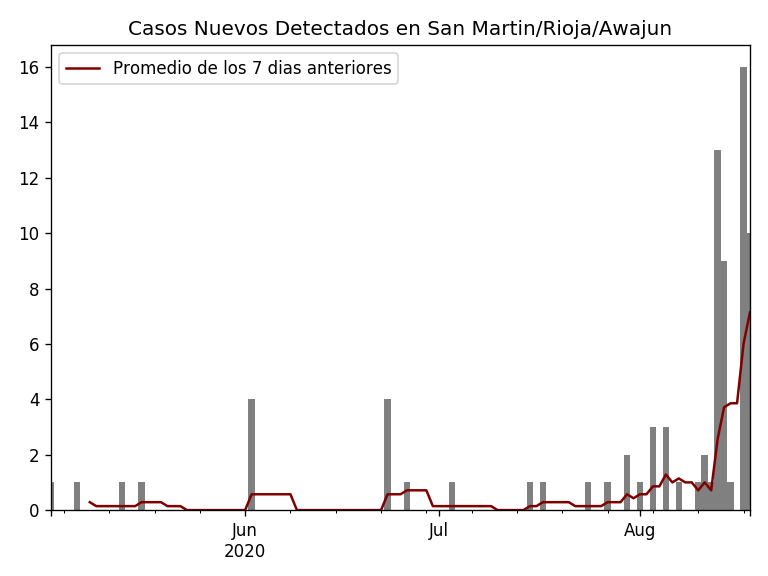 Casos Nuevos Detectados en San Martin/Rioja/Awajun
Promedio de los 7 dias anteriores
16
14
12
10
8
6
4
2
0
Jun
2020
Jul
Aug